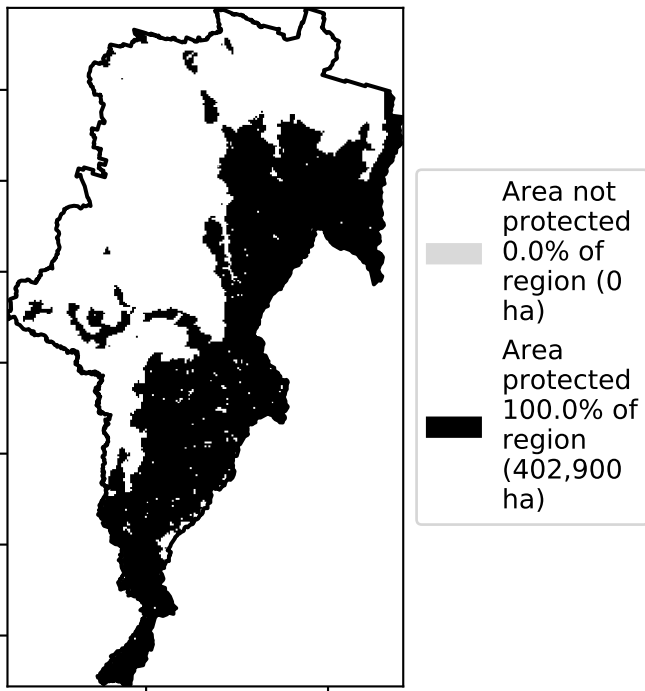 Area not
protected
0.0% of
region (0
ha)
Area
protected
100.0% of
region
(402,900
ha)